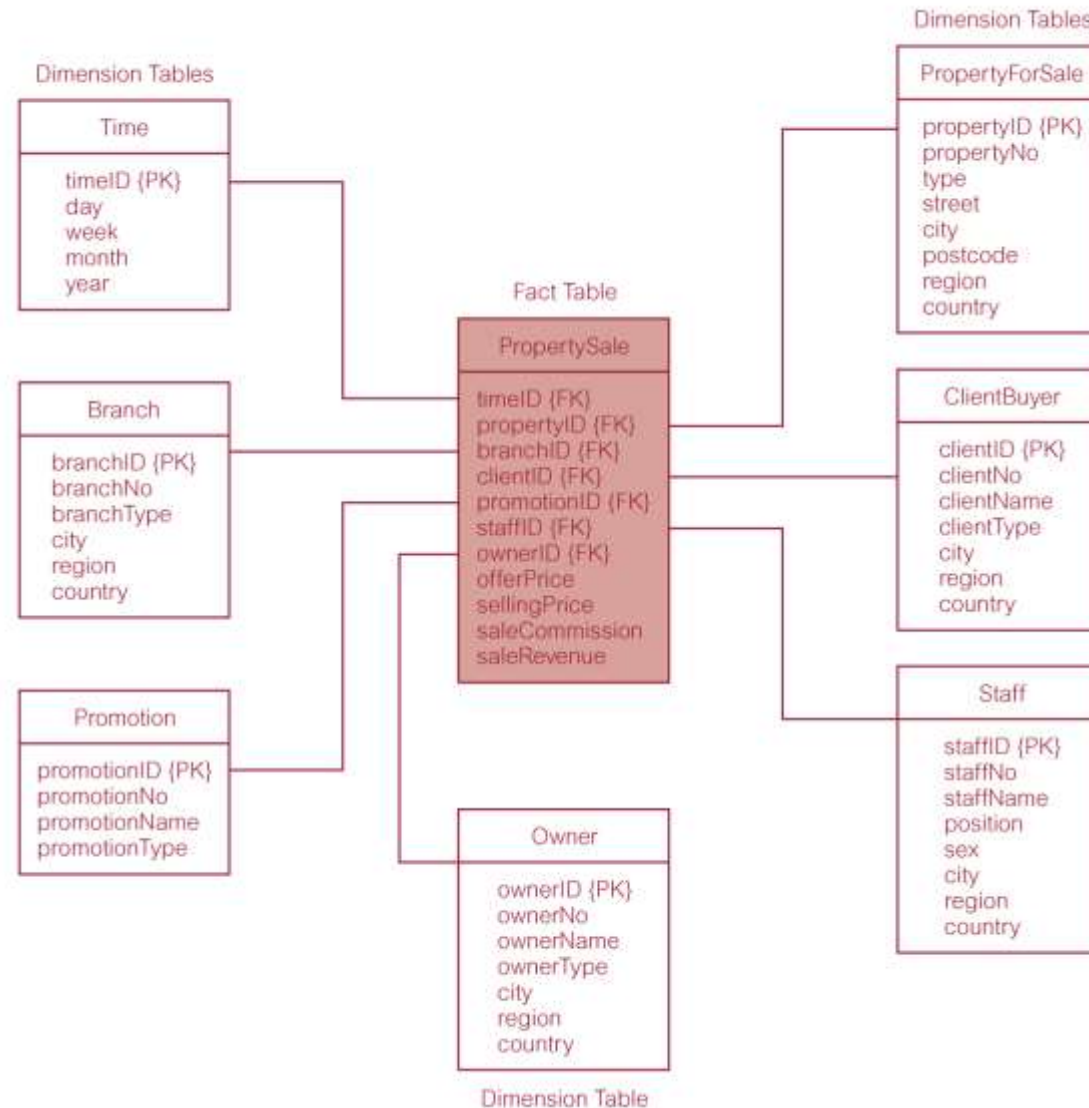 Dimension Tables
Time
timeID {PK}
day
week
month
year
Branch
branchID {PK}
branchNo
branchType
city
region
country
Promotion
promotionID {PK}
promotionNo
promotionName
promotionType
Fact Table
PropertySale
timeID {FK}
propertyID {FK}
branchID {FK}
clientID {FK}
promotionID {FK}
staffID {FK}
ownerID {FK}
offerPrice
sellingPrice
saleCommission
saleRevenue
Owner
ownerID {PK}
ownerNo
ownerName
ownerType
city
region
country
Dimension Table
Dimension Tables
PropertyForSale
propertyID {PK}
propertyNo
type
street
city
postcode
region
country
ClientBuyer
clientID {PK}
clientNo
clientName
clientType
city
region
country
Staff
staffID {PK}
staffNo
staffName
position
sex
city
region
country